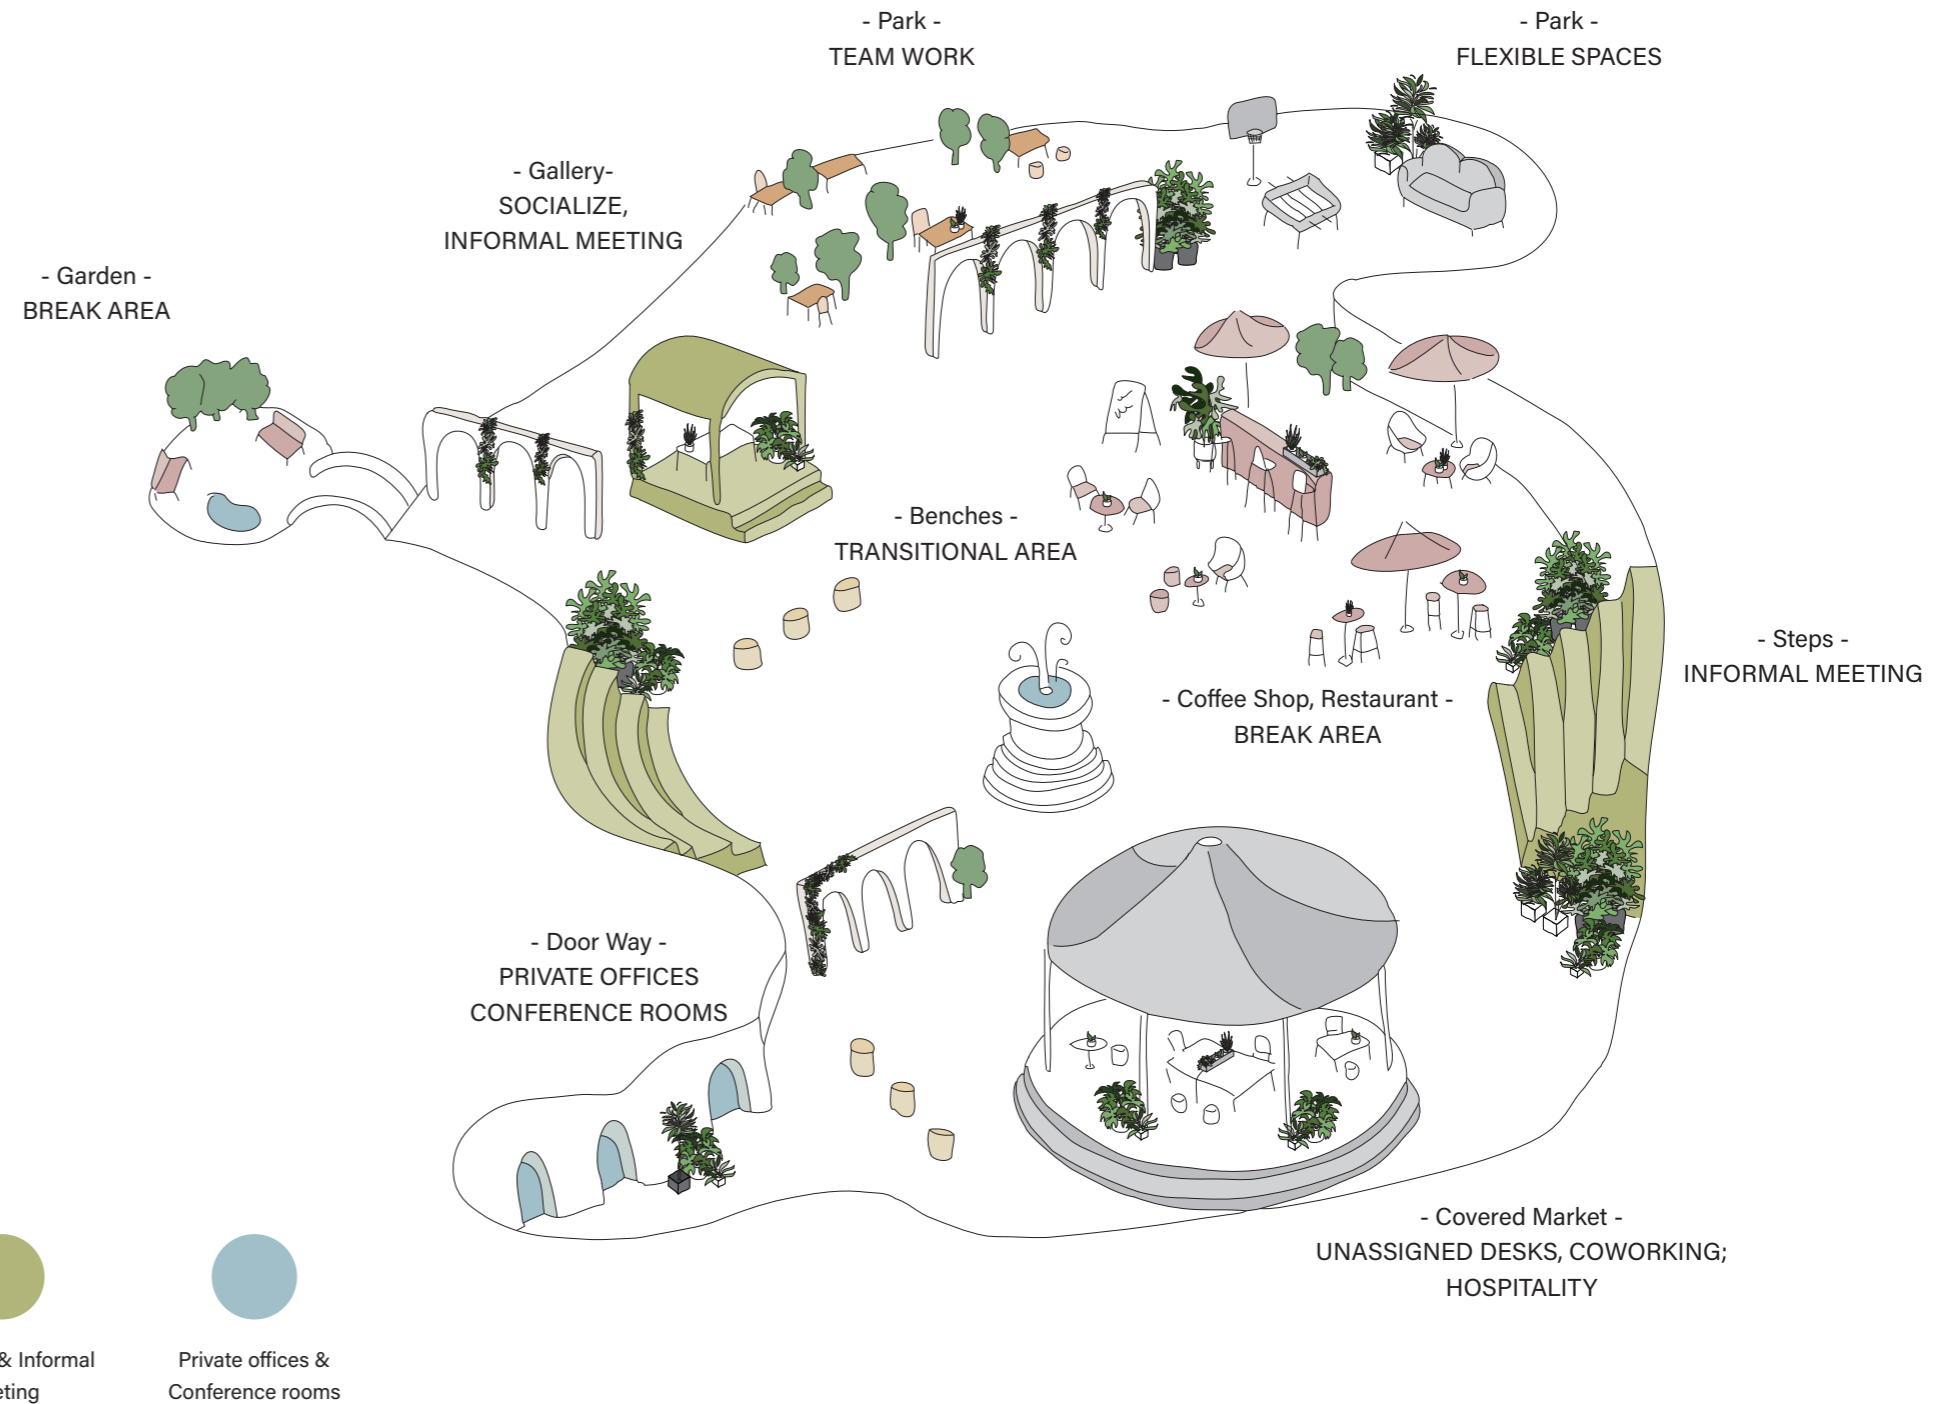 - Park -
TEAM WORK
- Park -
FLEXIBLE SPACES
- Gallery-
SOCIALIZE,
INFORMAL MEETING
- Garden -
BREAK AREA
- Benches -
TRANSITIONAL AREA
- Steps -
INFORMAL MEETING
- Coffee Shop, Restaurant -
BREAK AREA
- Door Way -
PRIVATE OFFICES
CONFERENCE ROOMS
- Covered Market -
UNASSIGNED DESKS, COWORKING;
HOSPITALITY
& Informal
eting
Private offices &
Conference rooms